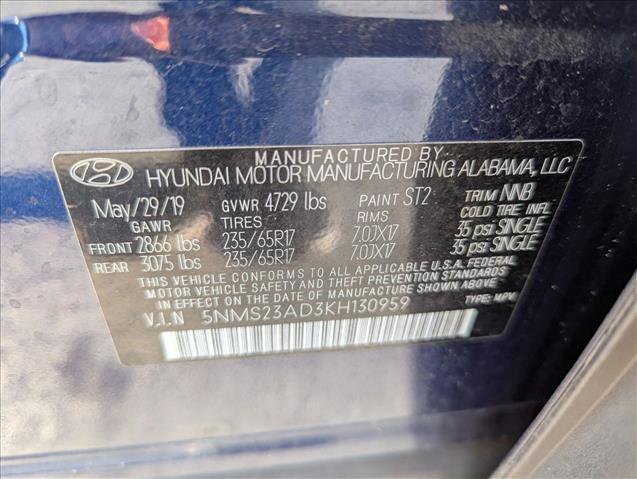 MANUFACTURED BY
HYUNDAI MOTOR MANUFACTURING ALABAMA, LLC
May/29/19 GVWR 4729 lbs PAINT ST2 TRIM NNB
GAWR TIRES RIMS COLD TIRE INFL
FRONT 2866 lbs 235/65R17 7.0JX17 35 psi SINGLE
REAR 3075 lbs 235/65R17 7.0JX17 35 psi SINGLE
THIS VEHICLE CONFORMS TO ALL APPLICABLE U.S.A. FEDERAL
MOTOR VEHICLE SAFETY AND THEFT PREVENTION STANDARDS
IN EFFECT ON THE DATE OF MANUFACTURE SHOWN ABOVE
V.I.N 5NMS23AD3KH130959 TYPE: MPV